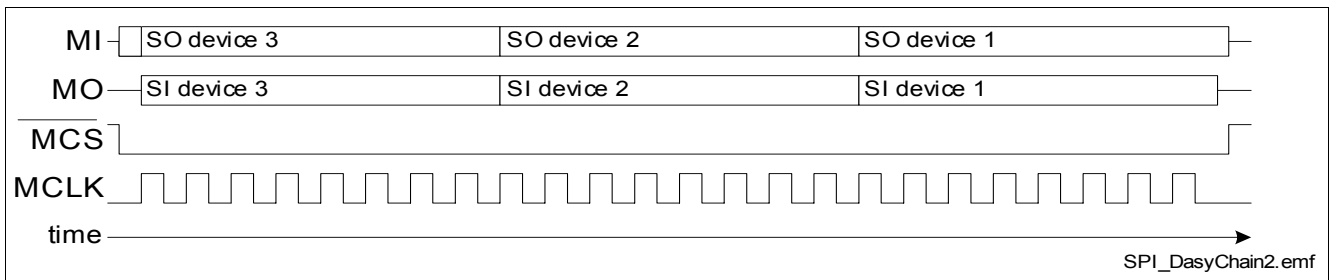 MI SO device 3 SO device 2 SO device 1
MO SI device 3 SI device 2 SI device 1
MCS
MCLK
time
SPI_DasyChain2.emf